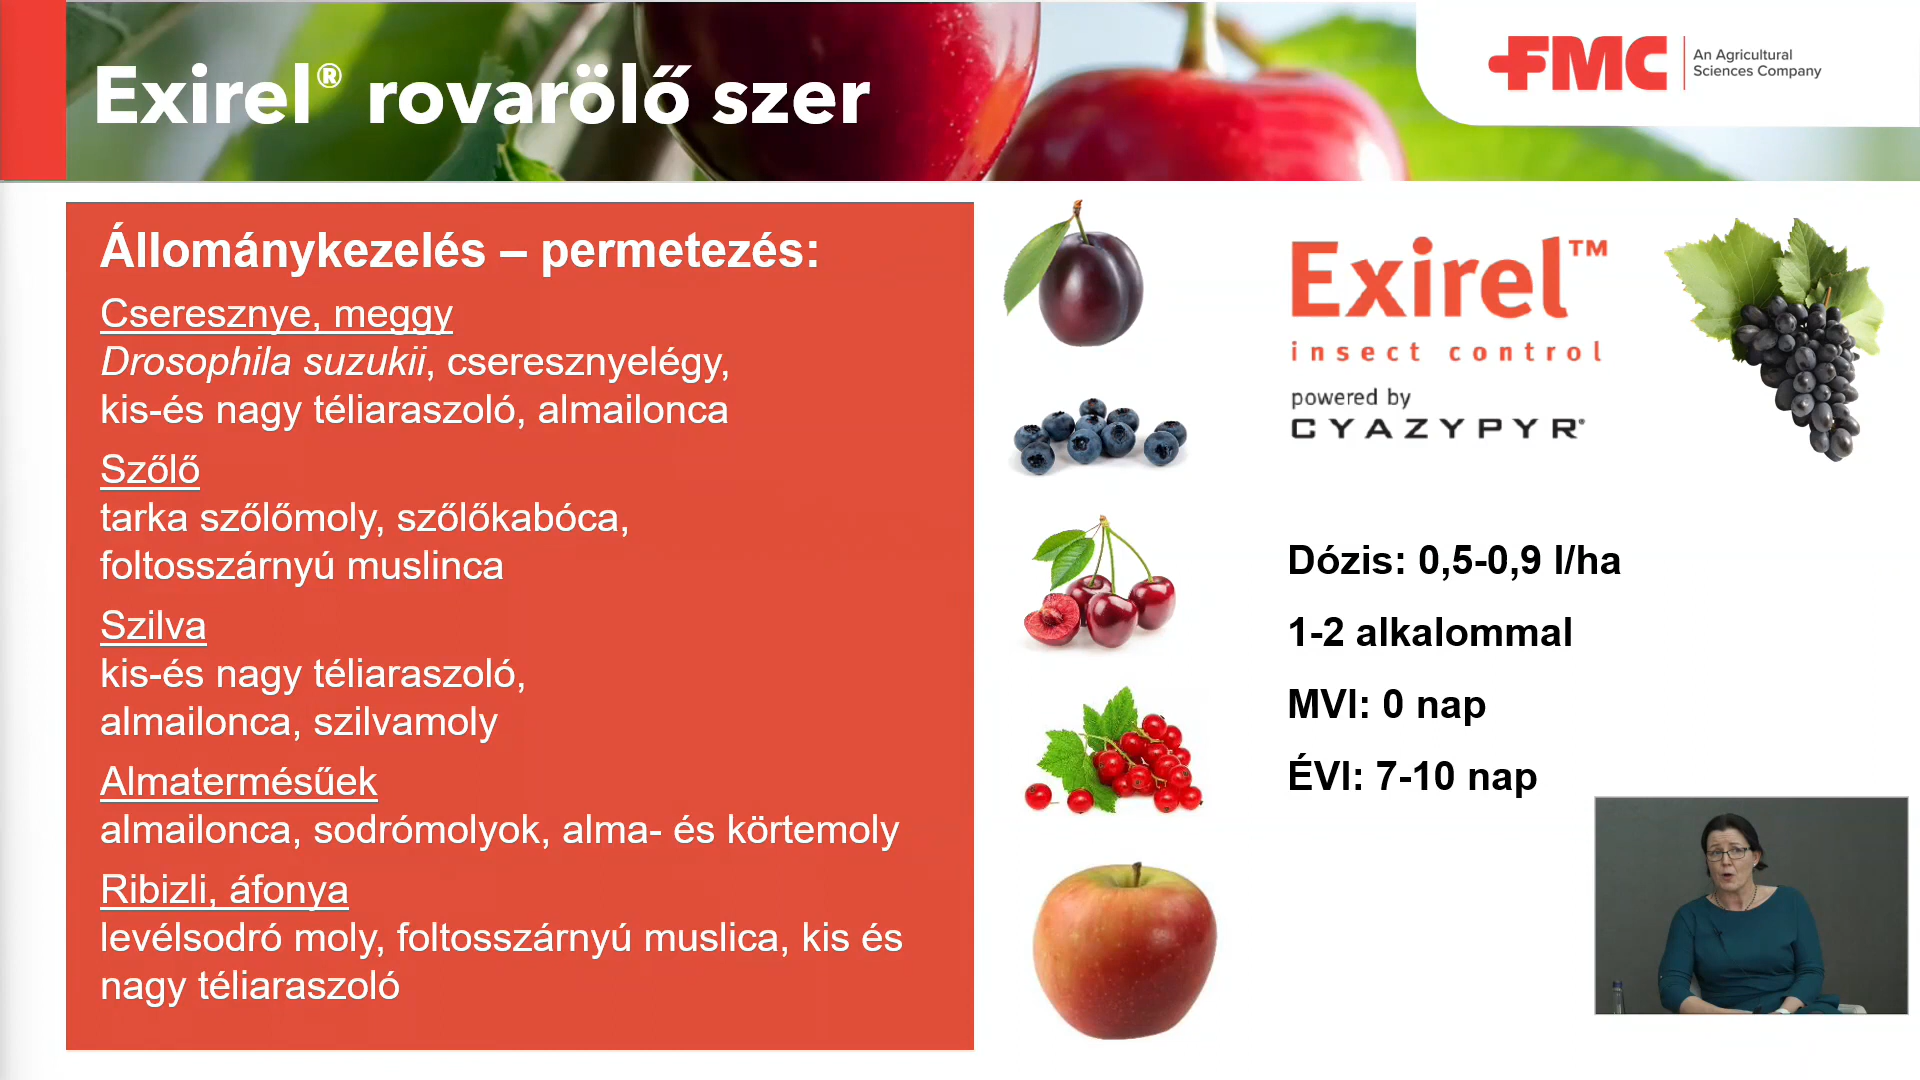 Exirel® rovarölő szer
FMC
An Agricultural
Sciences Company
Állománykezelés – permetezés:
Cseresznye, meggy
Drosophila suzukii, cseresznyelégy,
kis-és nagy téliaraszoló, almailonca
Szőlő
tarka szőlőmoly, szőlőkabóca,
foltosszárnyú muslinca
Szilva
kis-és nagy téliaraszoló,
almailonca, szilvamoly
Almatermésűek
almailonca, sodrómolyok, alma- és körtemoly
Ribizli, áfonya
levélsodró moly, foltosszárnyú muslica, kis és
nagy téliaraszoló
Exirel™
insect control
powered by
CYAZYPYR®
Dózis: 0,5-0,9 l/ha
1-2 alkalommal
MVI: 0 nap
ÉVI: 7-10 nap